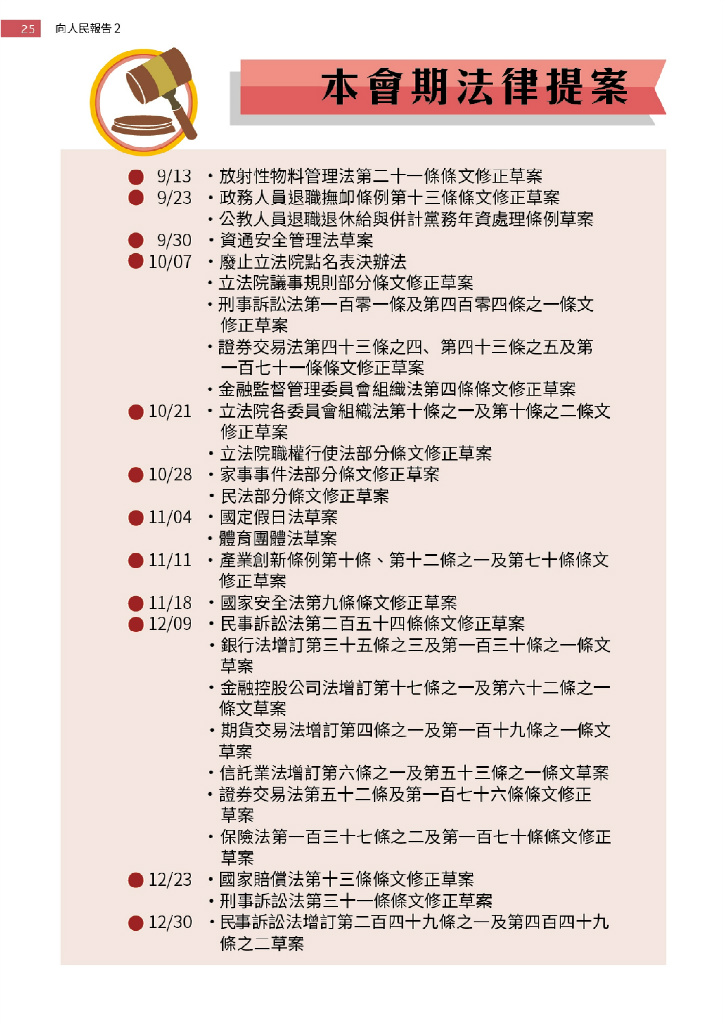 25 向人民報告2
本會期法律提案
9/13 ・放射性物料管理法第二十一條條文修正草案
9/23 ・政務人員退職撫卹條例第十三條條文修正草案
・公教人員退職退休給與併計黨務年資處理條例草案
9/30 ・資通安全管理法草案
10/07 ・廢止立法院點名表決辦法
・立法院議事規則部分條文修正草案
・刑事訴訟法第一百零一條及第四百零四條之一條文
修正草案
・證券交易法第四十三條之四、第四十三條之五及第
一百七十一條條文修正草案
・金融監督管理委員會組織法第四條條文修正草案
10/21 ・立法院各委員會組織法第十條之一及第十條之二條文
修正草案
・立法院職權行使法部分條文修正草案
10/28 ・家事事件法部分條文修正草案
・民法部分條文修正草案
11/04 ・國定假日法草案
・體育團體法草案
11/11 ・產業創新條例第十條、第十二條之一及第七十條條文
修正草案
11/18 ・國家安全法第九條條文修正草案
12/09 ・民事訴訟法第二百五十四條條文修正草案
・銀行法增訂第三十五條之三及第一百三十條之一條文
草案
・金融控股公司法增訂第十七條之一及第六十二條之一
條文草案
・期貨交易法增訂第四條之一及第一百十九條之一條文
草案
・信託業法增訂第六條之一及第五十三條之一條文草案
・證券交易法第五十二條及第一百七十六條條文修正
草案
・保險法第一百三十七條之二及第一百七十條條文修正
草案
12/23 ・國家賠償法第十三條條文修正草案
・刑事訴訟法第三十一條條文修正草案
12/30 ・民事訴訟法增訂第二百四十九條之一及第四百四十九
條之二草案